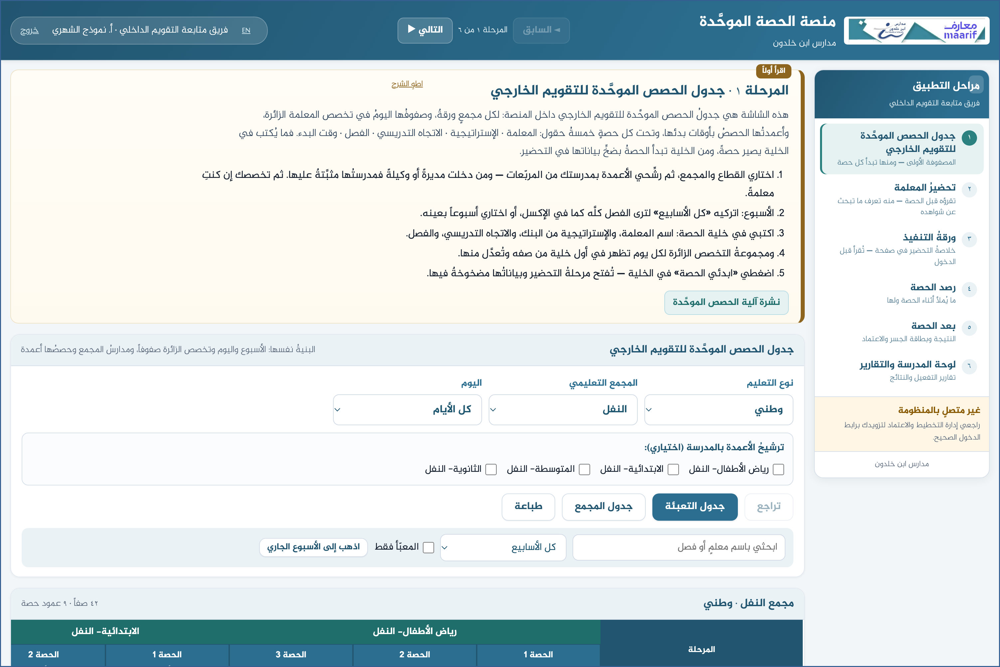 معارف
maarif
مدارس
ابن خلدون
Ibn Khaldun Schools
منصة الحصة الموحَّدة
مدارس ابن خلدون
◄ السابق
المرحلة ١ من ٦
التالي ▶
EN
فريق متابعة التقويم الداخلي · أ. نموذج الشهري
خروج
مراحل التطبيق
فريق متابعة التقويم الداخلي
١
جدول الحصص الموحَّدة
للتقويم الخارجي
المصفوفة الأولى — ومنها تبدأ كل حصة
٢
تحضيرُ المعلمة
تقرؤه قبل الحصة — منه تعرف ما تبحث
عن شواهده
٣
ورقةُ التنفيذ
خلاصةُ التحضير في صفحة — تُقرأ قبل
الدخول
٤
رصد الحصة
ما يُملأ أثناء الحصة ولها
٥
بعد الحصة
النتيجة وبطاقة الجسر والاعتماد
٦
لوحة المدرسة والتقارير
تقارير التفعيل والنتائج
غير متصلٍ بالمنظومة
راجعي إدارة التخطيط والاعتماد لتزويدك برابط
الدخول الصحيح.
مدارس ابن خلدون
اقرأ أولاً
المرحلة ١ · جدول الحصص الموحَّدة للتقويم الخارجي
اطوِ الشرح
هذه الشاشة هي جدولُ الحصص الموحَّدة للتقويم الخارجي داخل المنصة: لكل مجمعٍ ورقةٌ، وصفوفُها اليومُ في تخصص المعلمة الزائرة،
وأعمدتُها الحصصُ بأوقات بدئها، وتحت كل حصةٍ خمسةُ حقول: المعلمة · الإستراتيجية · الاتجاه التدريسي · الفصل · وقت البدء. فما يُكتب في
الخلية يصير حصةً، ومن الخلية تبدأ الحصةُ بضخِّ بياناتها في التحضير.
1. اختاري القطاع والمجمع، ثم رشِّحي الأعمدة بمدرستك من المربّعات — ومن دخلت مديرةً أو وكيلةً فمدرستُها مثبَّتةٌ عليها. ثم تخصصك إن كنتِ
معلمةً.
2. الأسبوع: اتركيه «كل الأسابيع» لترى الفصل كلَّه كما في الإكسل، أو اختاري أسبوعاً بعينه.
3. اكتبي في خلية الحصة: اسم المعلمة، والإستراتيجية من البنك، والاتجاه التدريسي، والفصل.
4. ومجموعةُ التخصص الزائرة لكل يوم تظهر في أول خلية من صفه وتُعدَّل منها.
5. اضغطي «ابدئي الحصة» في الخلية — تُفتح مرحلةُ التحضير وبياناتُها مضخوخةٌ فيها.
نشرة آلية الحصص الموحَّدة
جدول الحصص الموحَّدة للتقويم الخارجي
البنيةُ نفسها: الأسبوع واليوم وتخصص الزائرة صفوفاً، ومدارسُ المجمع وحصصُها أعمدة
نوع التعليم
المجمع التعليمي
اليوم
وطني
النفل
كل الأيام
ترشيحُ الأعمدة بالمدرسة (اختياري):
رياض الأطفال- النفل
الابتدائية- النفل
المتوسطة- النفل
الثانوية- النفل
تراجع
جدول التعبئة
جدول المجمع
طباعة
ابحثي باسم معلمٍ أو فصل
كل الأسابيع
المعبّأ فقط
اذهب إلى الأسبوع الجاري
مجمع النفل · وطني
٤٢ صفاً · ٩ عمود حصة
المرحلة
رياض الأطفال- النفل
الابتدائية- النفل
الحصة 1
الحصة 2
الحصة 3
الحصة 1
الحصة 2